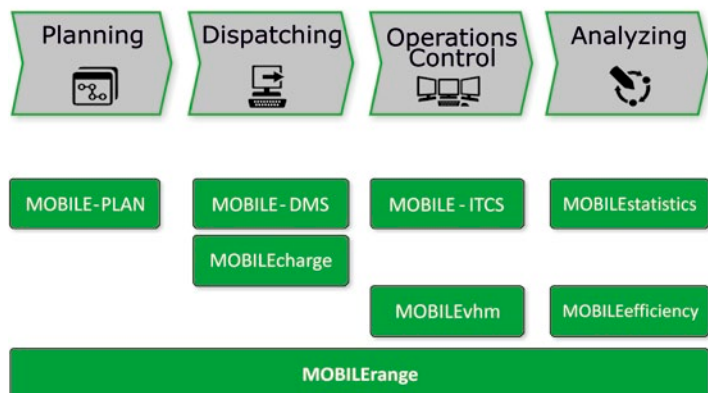 Planning
Dispatching
Operations
Control
Analyzing
MOBILE-PLAN
MOBILE-DMS
MOBILE-ITCS
MOBILEstatistics
MOBILEcharge
MOBILEvhm
MOBILEefficiency
MOBILErange